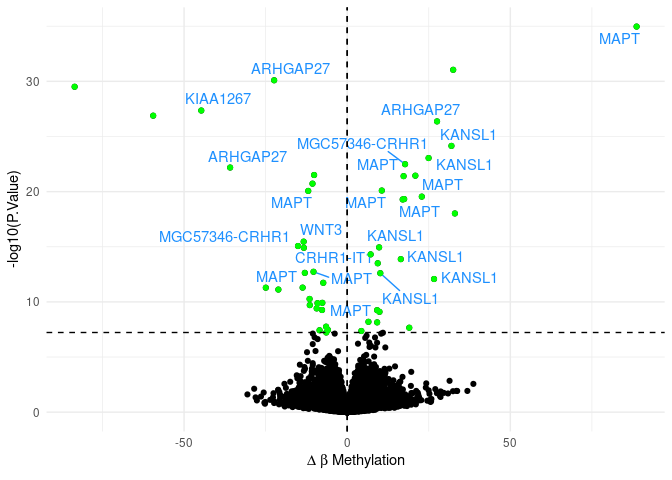 MAPT
ARHGAP27
30
KIAA1267
ARHGAP27
KANSL1
MGC57346-CRHR1
ARHGAP27
MAPT
KANSL1
MAPT
20
MAPT
MAPT
MAPT
WNT3
MGC57346-CRHR1
KANSL1
CRHR1-IT1
KANSL1
MAPT
MAPT
KANSL1
KANSL1
10
MAPT
0
-50
0
50
Δ β Methylation
-log10(P.Value)